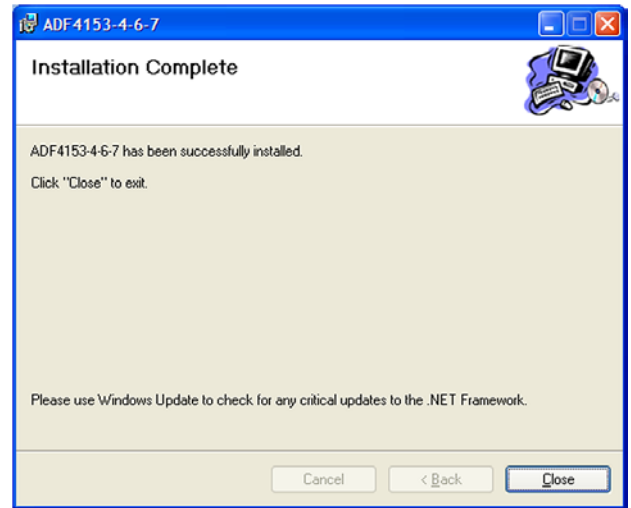 ADF4153-4-6-7
Installation Complete
ADF4153-4-6-7 has been successfully installed.
Click "Close" to exit.
Please use Windows Update to check for any critical updates to the .NET Framework.
Cancel
< Back
Close